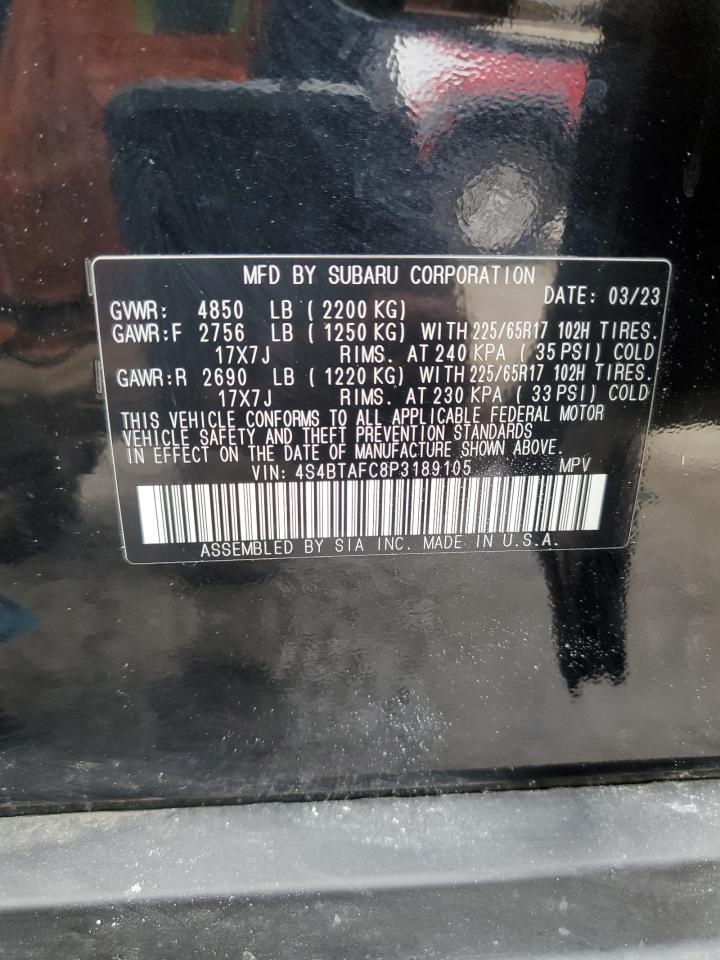 MFD BY SUBARU CORPORATION
DATE: 03/23
GVWR: 4850 LB ( 2200 KG)
GAWR:F 2756 LB ( 1250 KG) WITH 225/65R17 102H TIRES.
17X7J RIMS. AT 240 KPA ( 35 PSI) COLD
GAWR:R 2690 LB ( 1220 KG) WITH 225/65R17 102H TIRES.
17X7J RIMS. AT 230 KPA ( 33 PSI) COLD
THIS VEHICLE CONFORMS TO ALL APPLICABLE FEDERAL MOTOR
VEHICLE SAFETY AND THEFT PREVENTION STANDARDS
IN EFFECT ON THE DATE OF MANUFACTURE SHOWN ABOVE.
VIN: 4S4BTAFC8P3189105 MPV
ASSEMBLED BY SIA INC. MADE IN U.S.A.